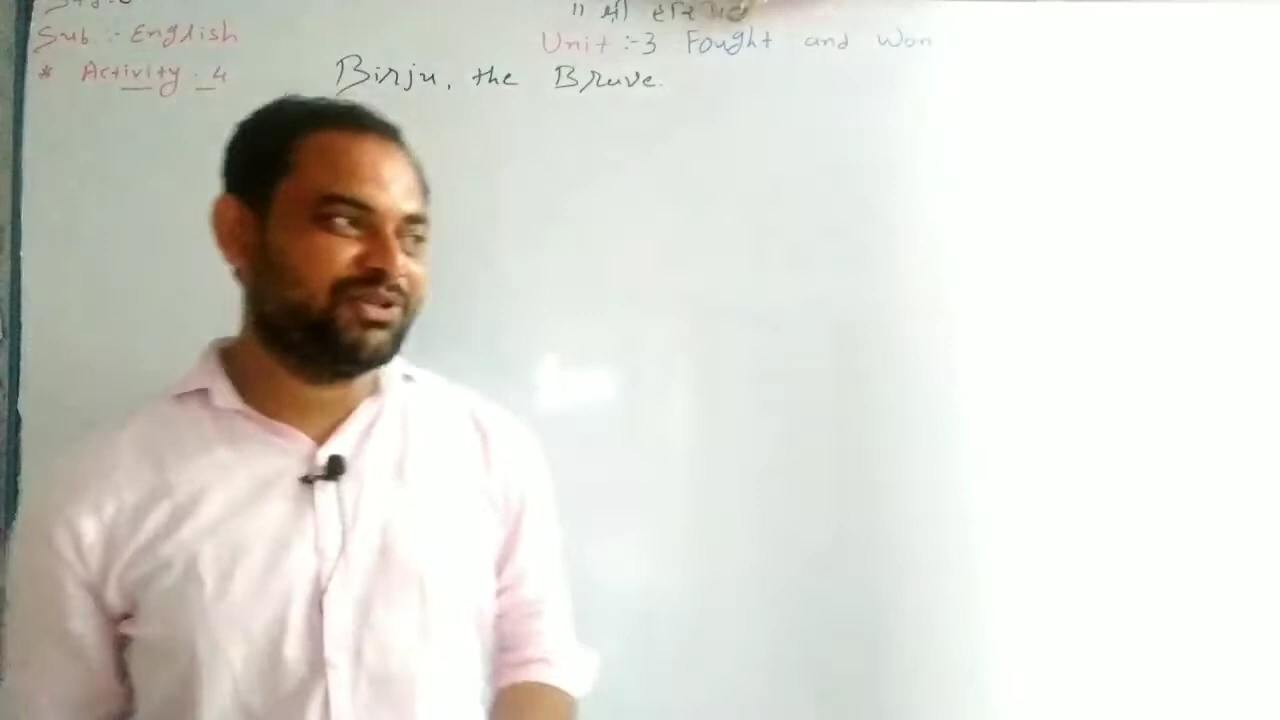 ॥ श्री
Sub :- English
Unit :-3 Fought and Won
* Activity . 4
Birju, the Brave.